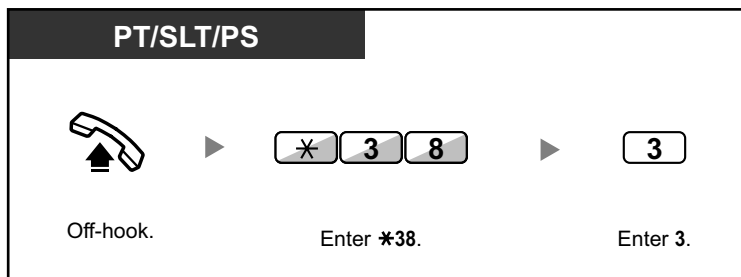 PT/SLT/PS
✳ 3 8 3
Off-hook. Enter ✳38. Enter 3.